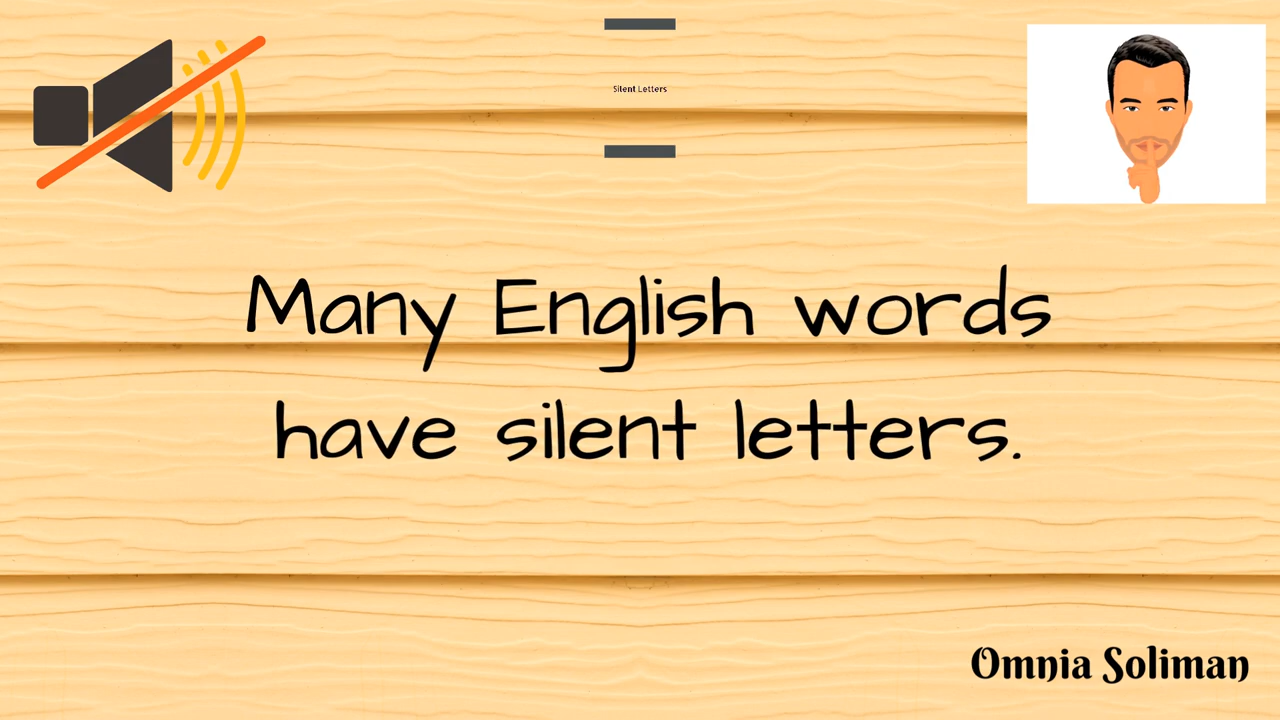 Silent Letters
Many English words
have silent letters.
Omnia Soliman